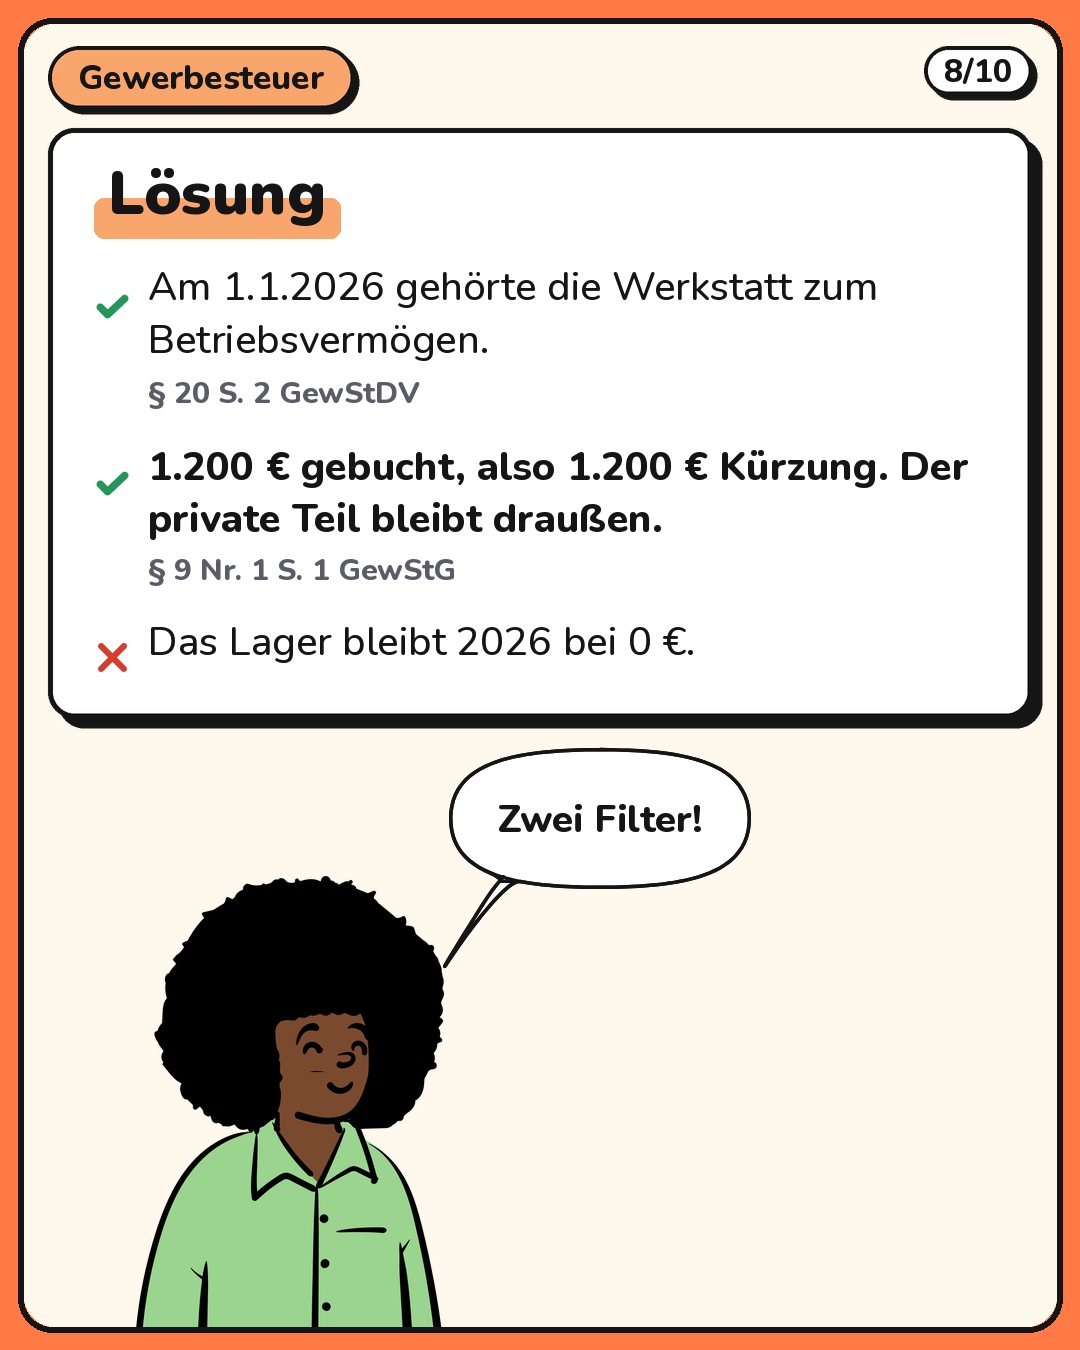 Gewerbesteuer
8/10
Lösung
Am 1.1.2026 gehörte die Werkstatt zum
Betriebsvermögen.
§ 20 S. 2 GewStDV
1.200 € gebucht, also 1.200 € Kürzung. Der
private Teil bleibt draußen.
§ 9 Nr. 1 S. 1 GewStG
Das Lager bleibt 2026 bei 0 €.
Zwei Filter!